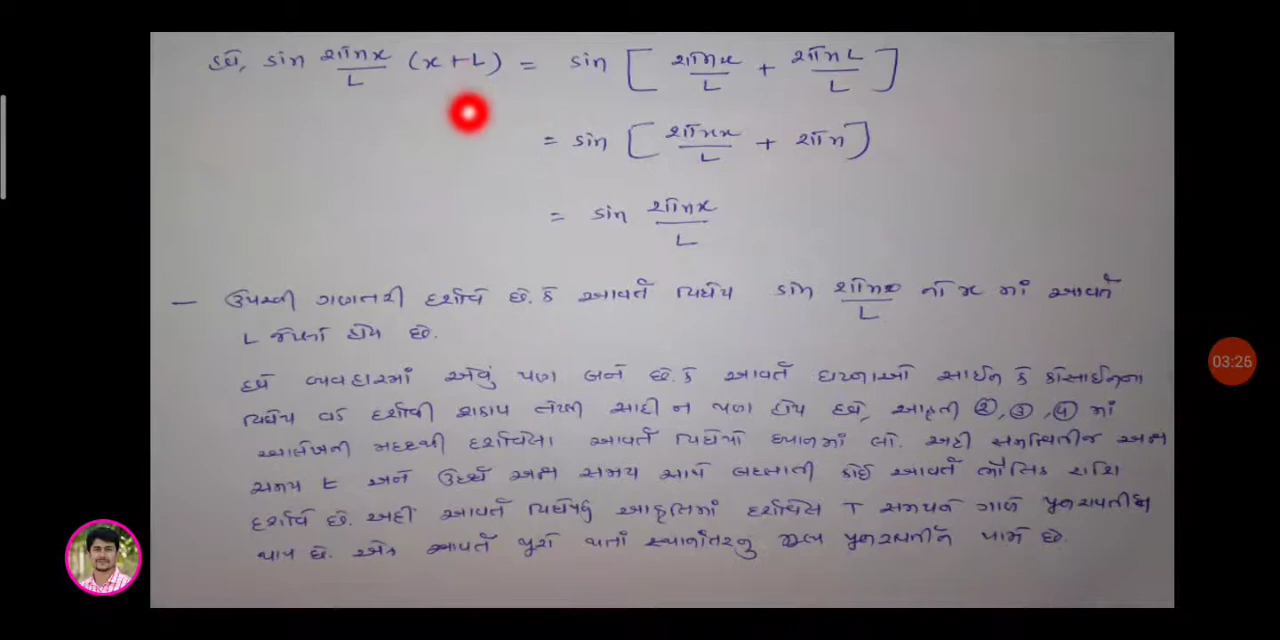 હવે, sin 2πnx/L (x+L) = sin [ 2πnx/L + 2πnL/L ]
= sin [ 2πnx/L + 2πn ]
= sin 2πnx/L
— ઉપરની ગણતરી દર્શાવે છે. કે આવર્ત વિધેય sin 2πnx/L નો x માં આવર્ત
L જેટલો હોય છે.
હવે વ્યવહારમાં એવું પણ બને છે. કે આવર્ત ઘટનાઓ સાઈન કે કોસાઈનના
વિધેય વડે દર્શાવી શકાય તેવી સાદી ન પણ હોય હવે, આકૃતી ②, ③, ④ માં
આલેખની મદદથી દર્શાવેલા આવર્ત વિધેયો ધ્યાનમાં લો. અહી સમક્ષિતીજ અક્ષ
સમય t અને ઉર્ધ્વ અક્ષ સમય સાથે બદલાતી કોઈ આવર્ત ભૌતિક રાશિ
દર્શાવે છે. અહીં આવર્ત વિધેયનું આકૃતિમાં દર્શાવેલ T સમયને ગાળે પુનરાવર્તીત
થાય છે. એક આવર્ત પુરો થતાં સ્થાનાંતરનુ મુલ્ય પુનરાવર્તન પામે છે.
03:25